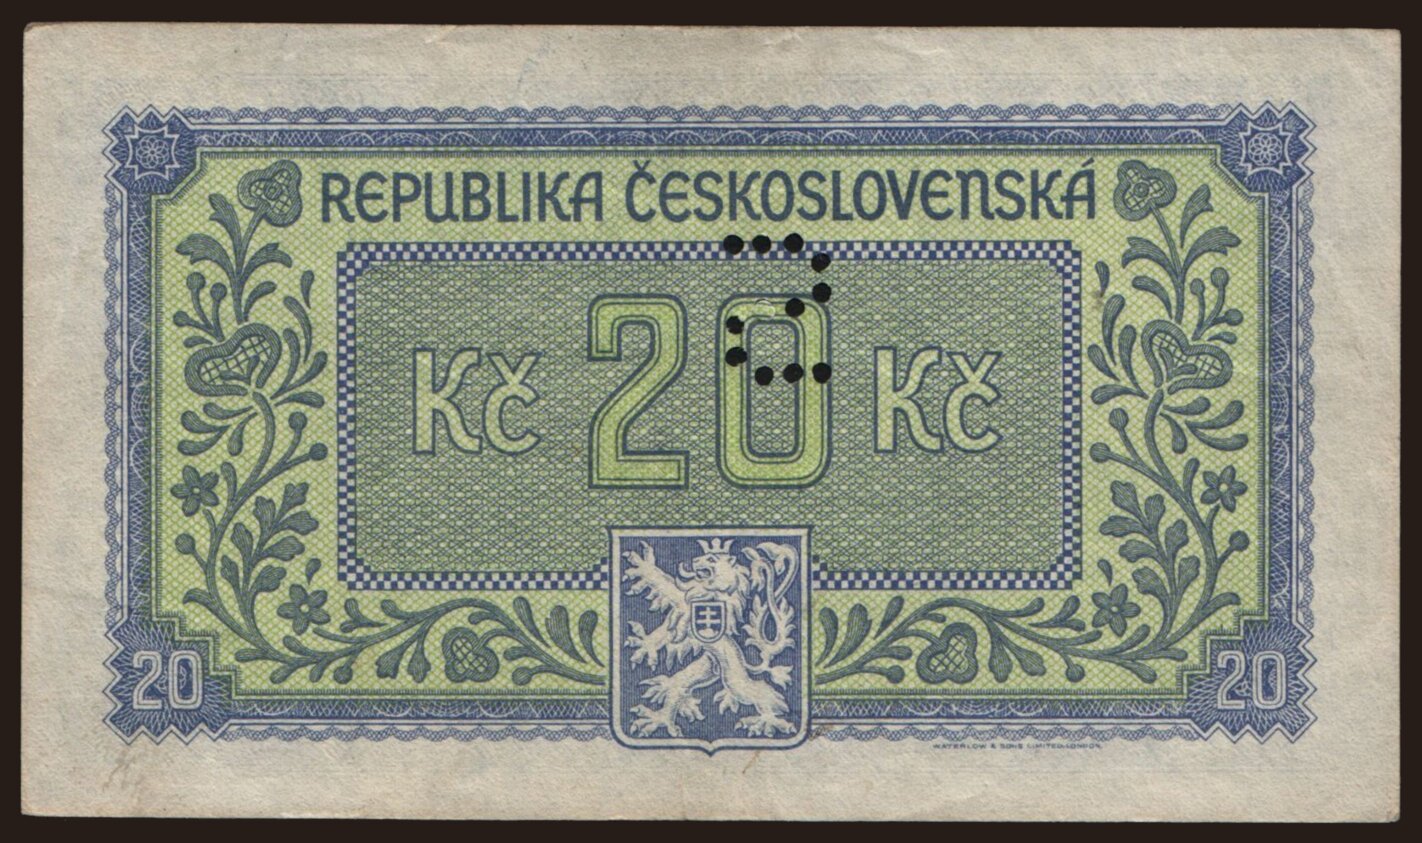 REPUBLIKA ČESKOSLOVENSKÁ
Kč 20 Kč
20 20
WATERLOW & SONS LIMITED, LONDON.